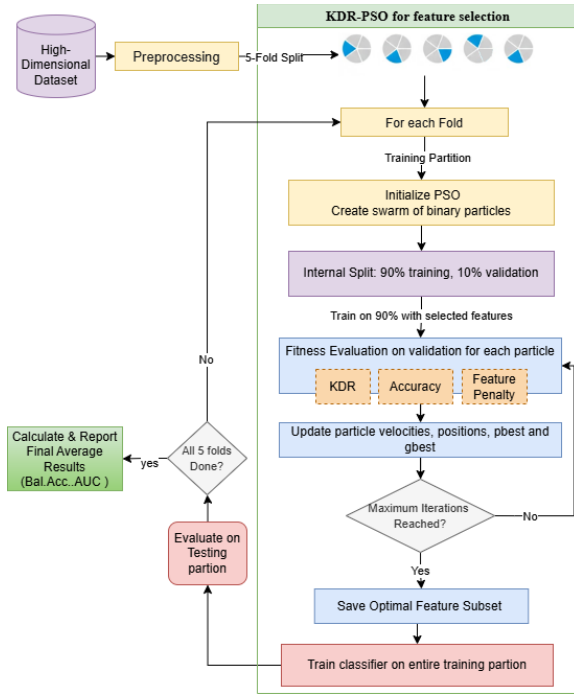 KDR-PSO for feature selection
High-
Dimensional
Dataset
Preprocessing
5-Fold Split
For each Fold
Training Partition
Initialize PSO
Create swarm of binary particles
Internal Split: 90% training, 10% validation
Train on 90% with selected features
Fitness Evaluation on validation for each particle
KDR
Accuracy
Feature
Penalty
Update particle velocities, positions, pbest and
gbest
Maximum Iterations
Reached?
No
Yes
Save Optimal Feature Subset
Train classifier on entire training partion
Evaluate on
Testing
partion
All 5 folds
Done?
No
yes
Calculate & Report
Final Average
Results
(Bal.Acc..AUC )